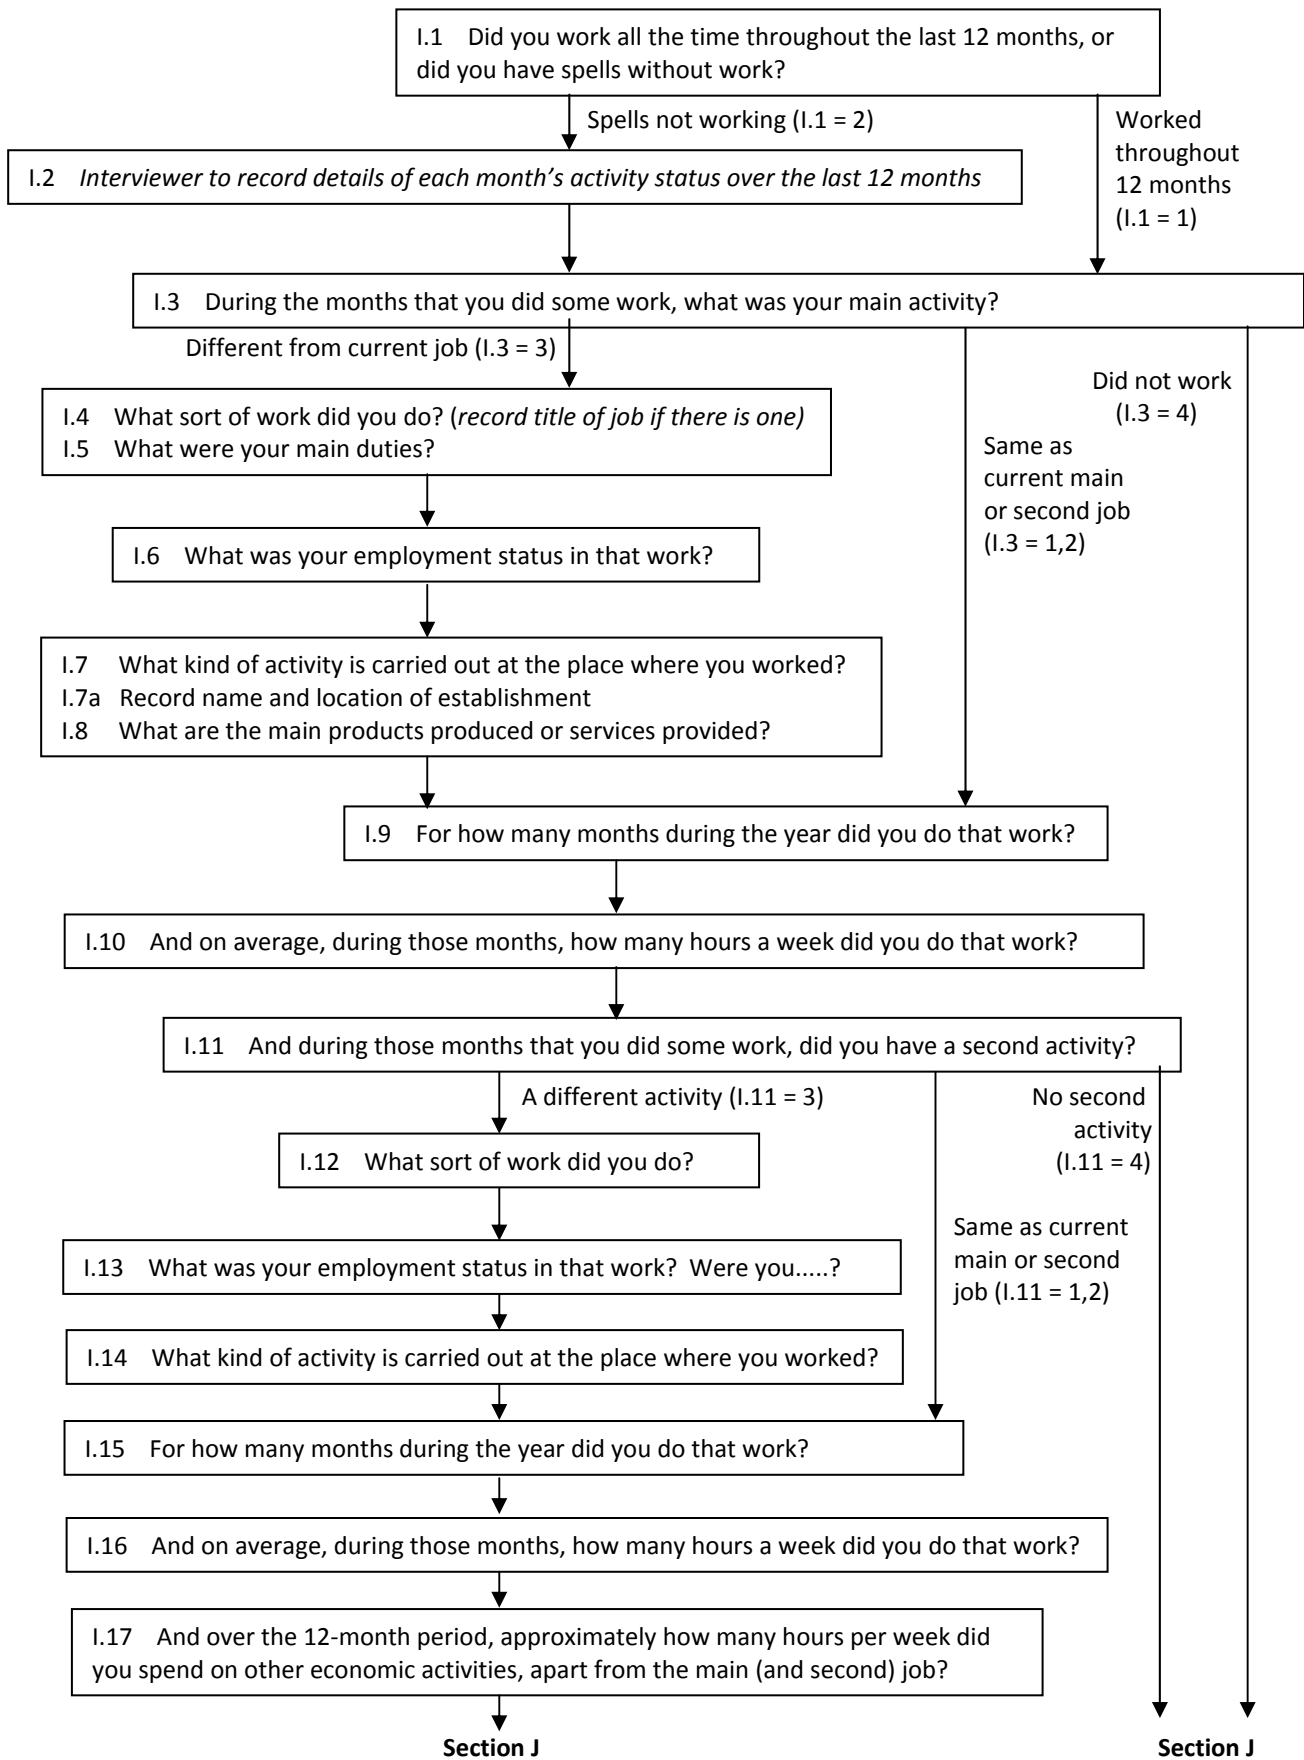 I.1 Did you work all the time throughout the last 12 months, or
did you have spells without work?
Spells not working (I.1 = 2)
Worked
throughout
12 months
(I.1 = 1)
I.2 Interviewer to record details of each month’s activity status over the last 12 months
I.3 During the months that you did some work, what was your main activity?
Different from current job (I.3 = 3)
Did not work
(I.3 = 4)
I.4 What sort of work did you do? (record title of job if there is one)
I.5 What were your main duties?
Same as
current main
or second job
(I.3 = 1,2)
I.6 What was your employment status in that work?
I.7 What kind of activity is carried out at the place where you worked?
I.7a Record name and location of establishment
I.8 What are the main products produced or services provided?
I.9 For how many months during the year did you do that work?
I.10 And on average, during those months, how many hours a week did you do that work?
I.11 And during those months that you did some work, did you have a second activity?
A different activity (I.11 = 3)
No second
activity
(I.11 = 4)
I.12 What sort of work did you do?
Same as current
main or second
job (I.11 = 1,2)
I.13 What was your employment status in that work? Were you.....?
I.14 What kind of activity is carried out at the place where you worked?
I.15 For how many months during the year did you do that work?
I.16 And on average, during those months, how many hours a week did you do that work?
I.17 And over the 12-month period, approximately how many hours per week did
you spend on other economic activities, apart from the main (and second) job?
Section J
Section J